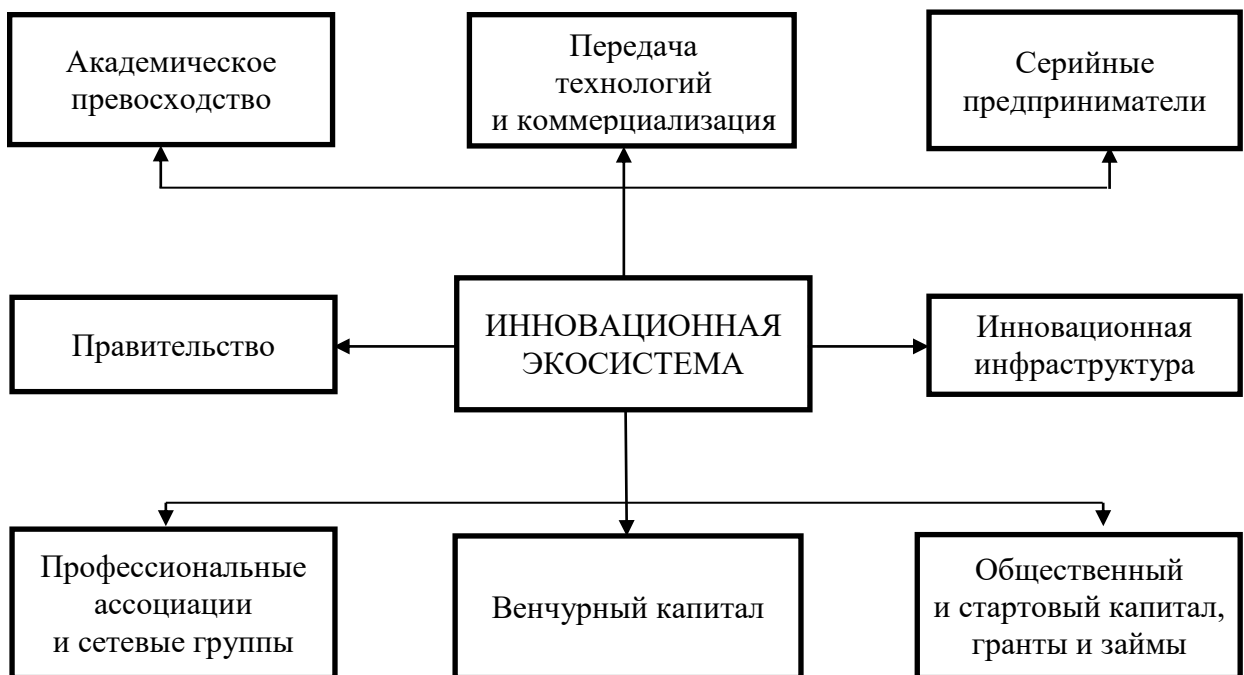 Академическое
превосходство
Передача
технологий
и коммерциализация
Серийные
предприниматели
Правительство
ИННОВАЦИОННАЯ
ЭКОСИСТЕМА
Инновационная
инфраструктура
Профессиональные
ассоциации
и сетевые группы
Венчурный капитал
Общественный
и стартовый капитал,
гранты и займы